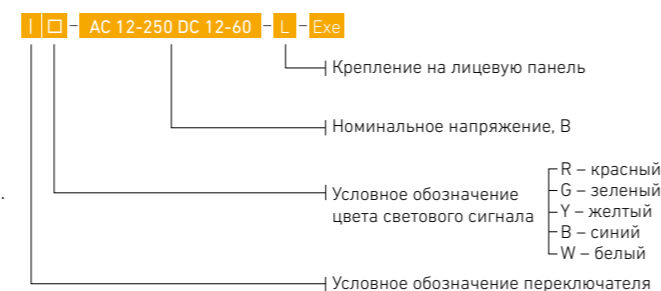 I □ – AC 12-250 DC 12-60 – L – Exe
Крепление на лицевую панель
Номинальное напряжение, В
R – красный
G – зеленый
Условное обозначение
цвета светового сигнала
Y – желтый
B – синий
W – белый
.
Условное обозначение переключателя